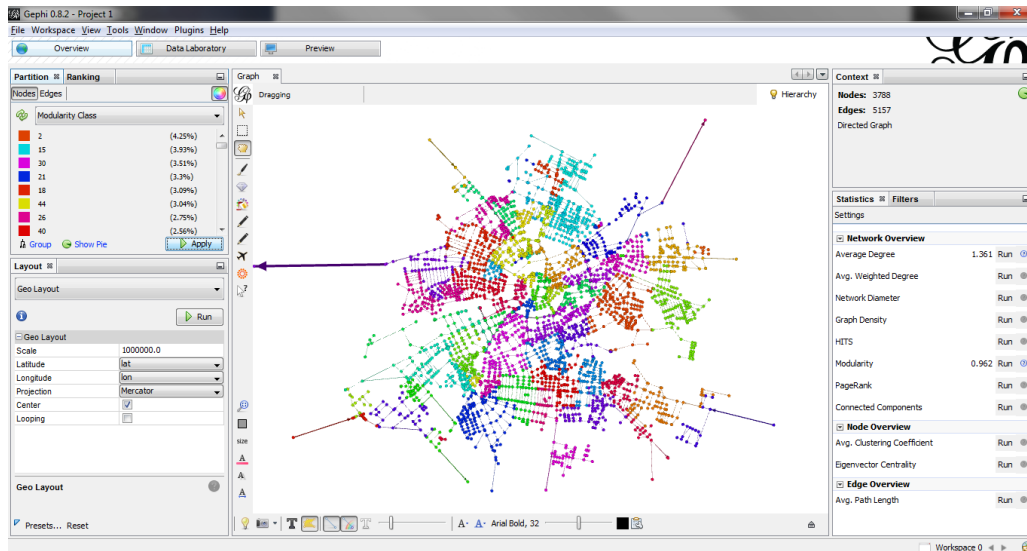 Gephi 0.8.2 - Project 1
File Workspace View Tools Window Plugins Help
Overview Data Laboratory Preview
Partition Ranking
Nodes Edges
Modularity Class
2 (4.25%)
15 (3.93%)
30 (3.51%)
21 (3.3%)
18 (3.09%)
44 (3.04%)
26 (2.75%)
40 (2.56%)
Group Show Pie Apply
Layout
Geo Layout
Run
Geo Layout
Scale 1000000.0
Latitude lat
Longitude lon
Projection Mercator
Center
Looping
Geo Layout
Presets... Reset
Graph
Dragging Hierarchy
size
A
A
A
T T A- A- Arial Bold, 32
Context
Nodes: 3788
Edges: 5157
Directed Graph
Statistics Filters
Settings
Network Overview
Average Degree 1.361 Run
Avg. Weighted Degree Run
Network Diameter Run
Graph Density Run
HITS Run
Modularity 0.962 Run
PageRank Run
Connected Components Run
Node Overview
Avg. Clustering Coefficient Run
Eigenvector Centrality Run
Edge Overview
Avg. Path Length Run
Workspace 0